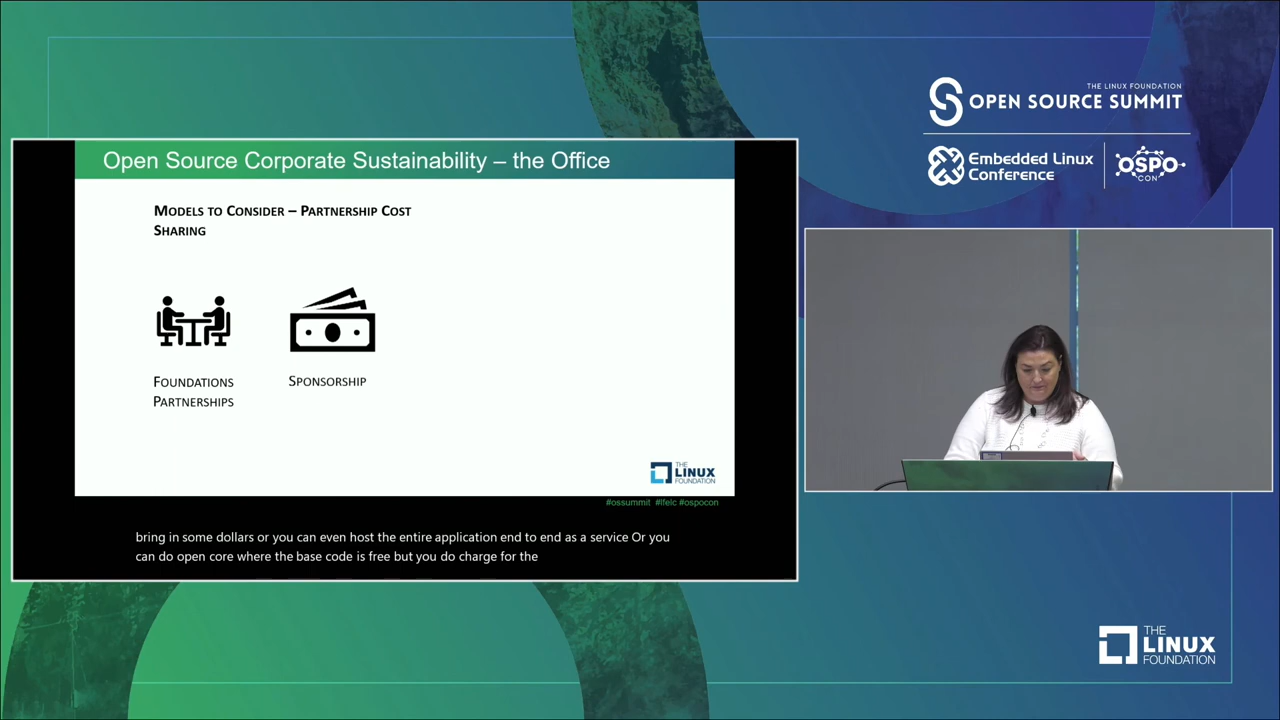 THE LINUX FOUNDATION
OPEN SOURCE SUMMIT
Embedded Linux
Conference
OSPO
CON
Open Source Corporate Sustainability – the Office
MODELS TO CONSIDER – PARTNERSHIP COST
SHARING
FOUNDATIONS
PARTNERSHIPS
SPONSORSHIP
THE
LINUX
FOUNDATION
#ossummit #lfelc #ospocon
bring in some dollars or you can even host the entire application end to end as a service Or you
can do open core where the base code is free but you do charge for the
THE
LINUX
FOUNDATION